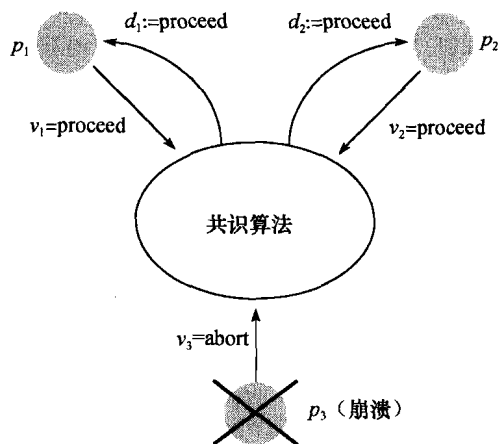 d₁:=proceed
d₂:=proceed
p₁
p₂
v₁=proceed
v₂=proceed
共识算法
v₃=abort
p₃（崩溃）